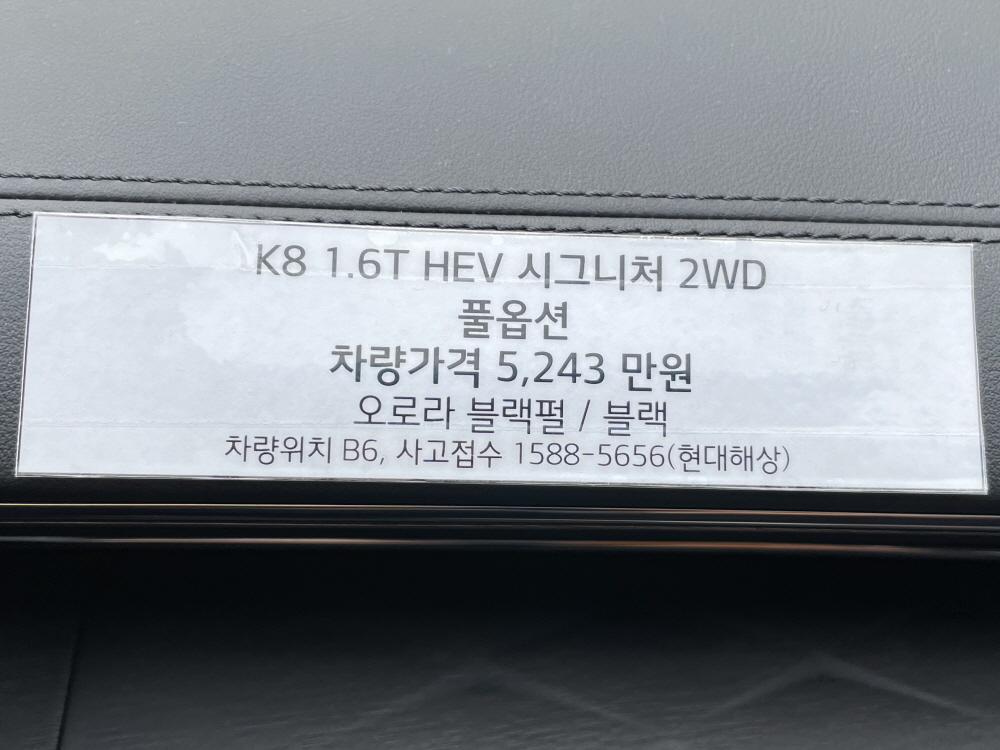 K8 1.6T HEV 시그니처 2WD
풀옵션
차량가격 5,243 만원
오로라 블랙펄 / 블랙
차량위치 B6, 사고접수 1588-5656(현대해상)